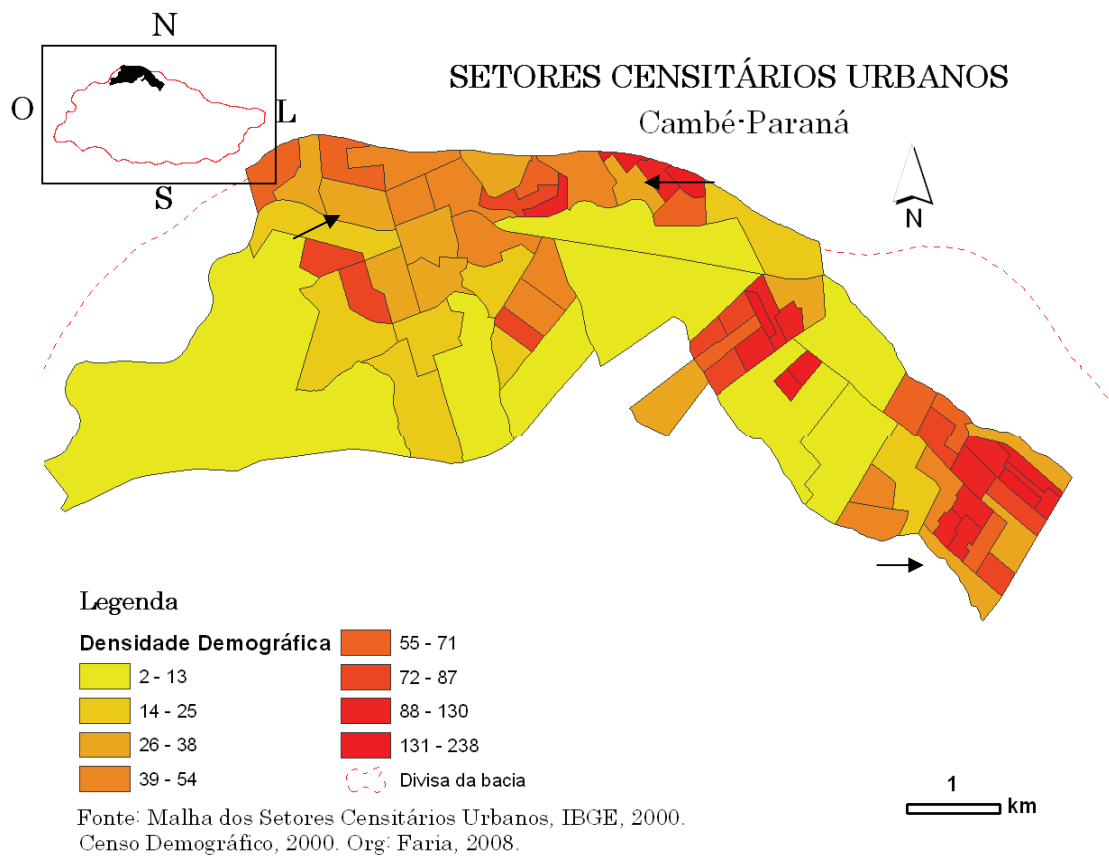 N
O
L
S
SETORES CENSITÁRIOS URBANOS
Cambé-Paraná
N
Legenda
Densidade Demográfica
2 - 13
14 - 25
26 - 38
39 - 54
55 - 71
72 - 87
88 - 130
131 - 238
Divisa da bacia
1
km
Fonte: Malha dos Setores Censitários Urbanos, IBGE, 2000.
Censo Demográfico, 2000. Org: Faria, 2008.